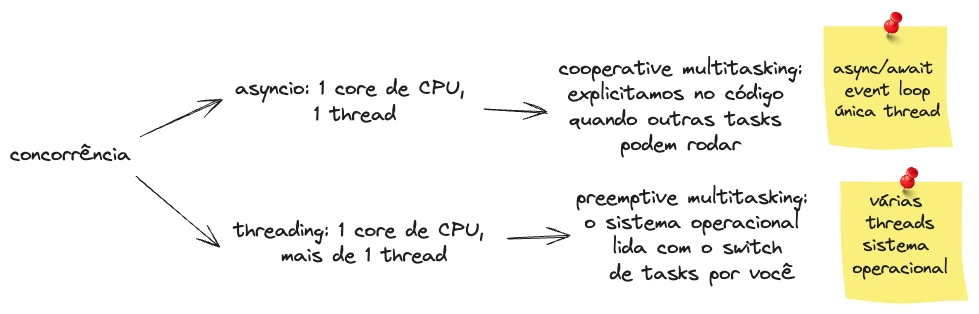 concorrência
asyncio: 1 core de CPU,
1 thread
cooperative multitasking:
explicitamos no código
quando outras tasks
podem rodar
async/await
event loop
única thread
threading: 1 core de CPU,
mais de 1 thread
preemptive multitasking:
o sistema operacional
lida com o switch
de tasks por você
várias
threads
sistema
operacional